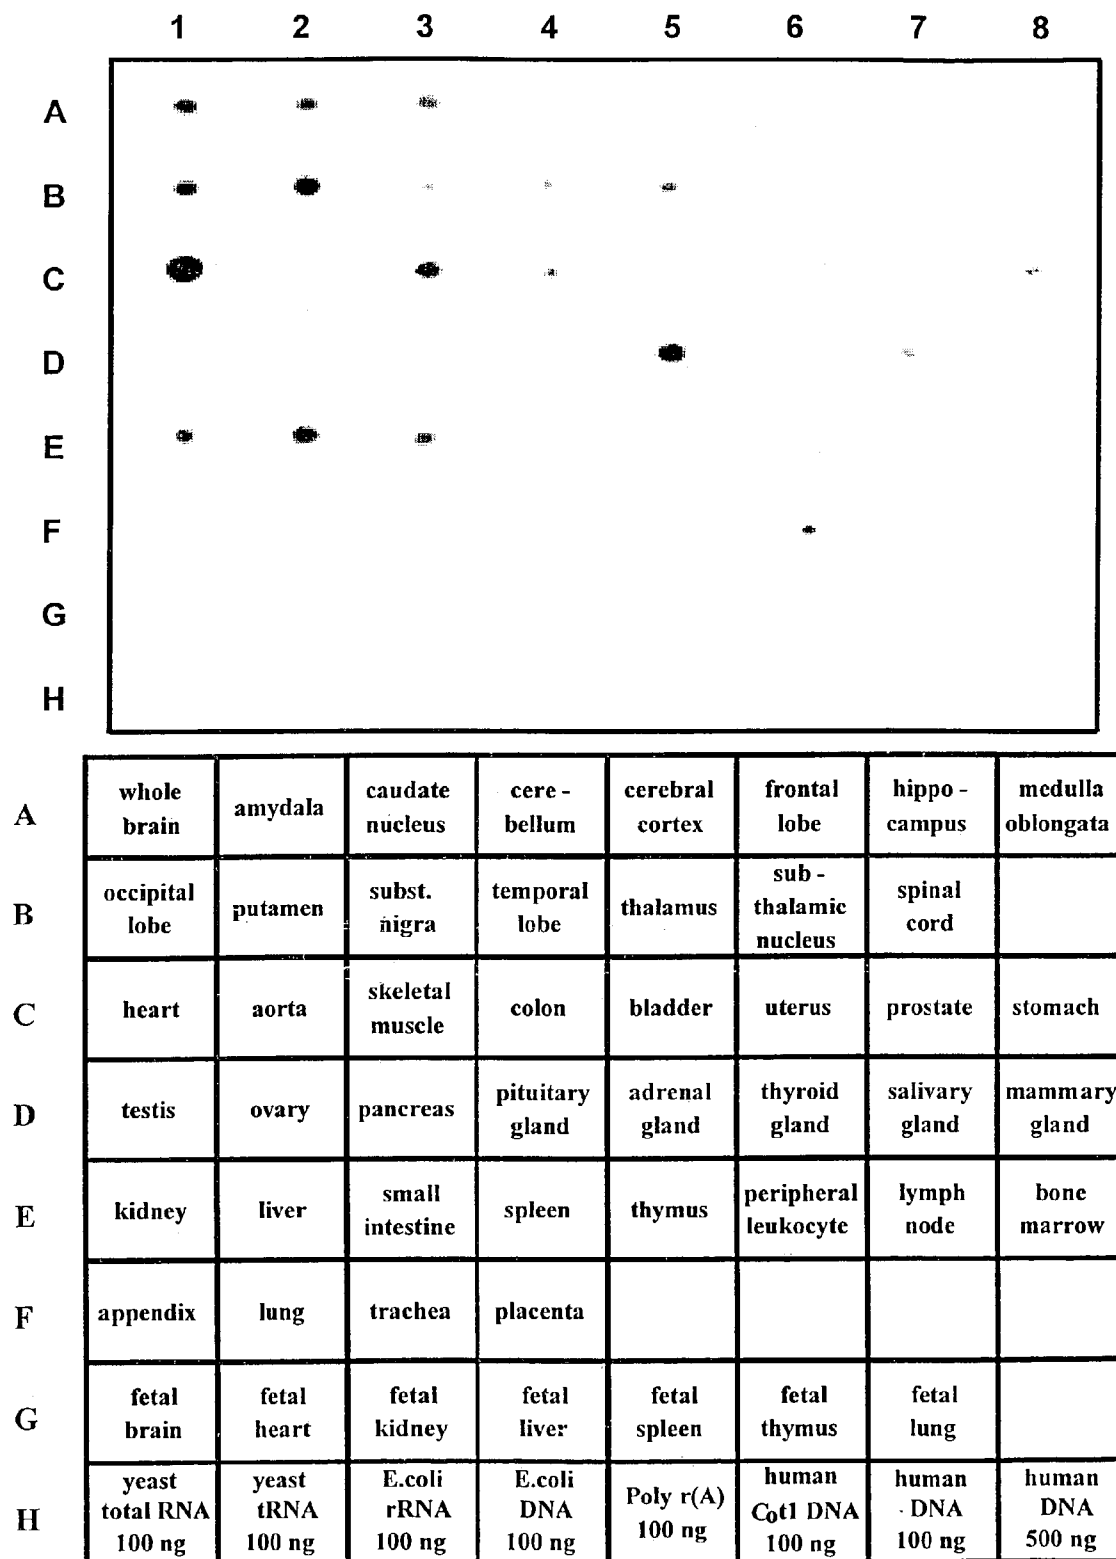 1 2 3 4 5 6 7 8
A
B
C
D
E
F
G
H
A
whole brain
amydala
caudate nucleus
cere - bellum
cerebral cortex
frontal lobe
hippo - campus
medulla oblongata
B
occipital lobe
putamen
subst. nigra
temporal lobe
thalamus
sub - thalamic nucleus
spinal cord
C
heart
aorta
skeletal muscle
colon
bladder
uterus
prostate
stomach
D
testis
ovary
pancreas
pituitary gland
adrenal gland
thyroid gland
salivary gland
mammary gland
E
kidney
liver
small intestine
spleen
thymus
peripheral leukocyte
lymph node
bone marrow
F
appendix
lung
trachea
placenta
G
fetal brain
fetal heart
fetal kidney
fetal liver
fetal spleen
fetal thymus
fetal lung
H
yeast total RNA 100 ng
yeast tRNA 100 ng
E.coli rRNA 100 ng
E.coli DNA 100 ng
Poly r(A) 100 ng
human Cot1 DNA 100 ng
human DNA 100 ng
human DNA 500 ng